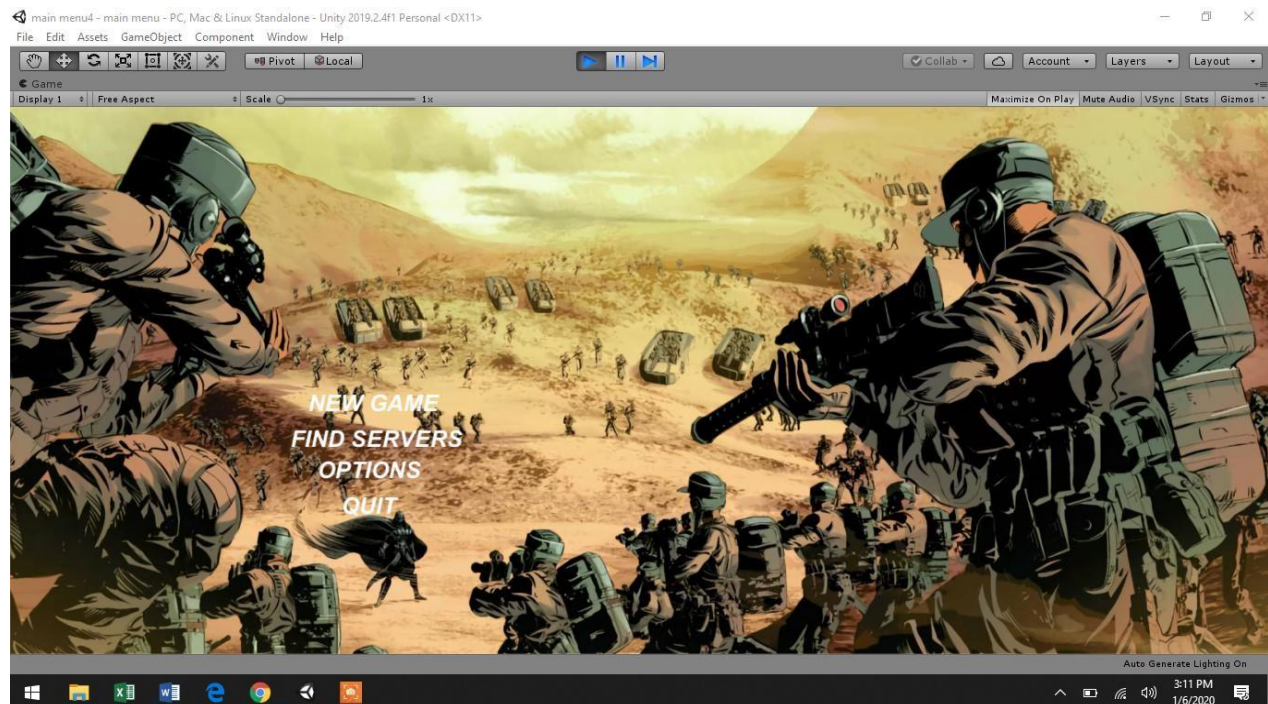 main menu4 - main menu - PC, Mac & Linux Standalone - Unity 2019.2.4f1 Personal <DX11>
File Edit Assets GameObject Component Window Help
Pivot Local Collab Account Layers Layout
Game
Display 1 Free Aspect Scale 1x Maximize On Play Mute Audio VSync Stats Gizmos
NEW GAME
FIND SERVERS
OPTIONS
QUIT
Auto Generate Lighting On
3:11 PM
1/6/2020